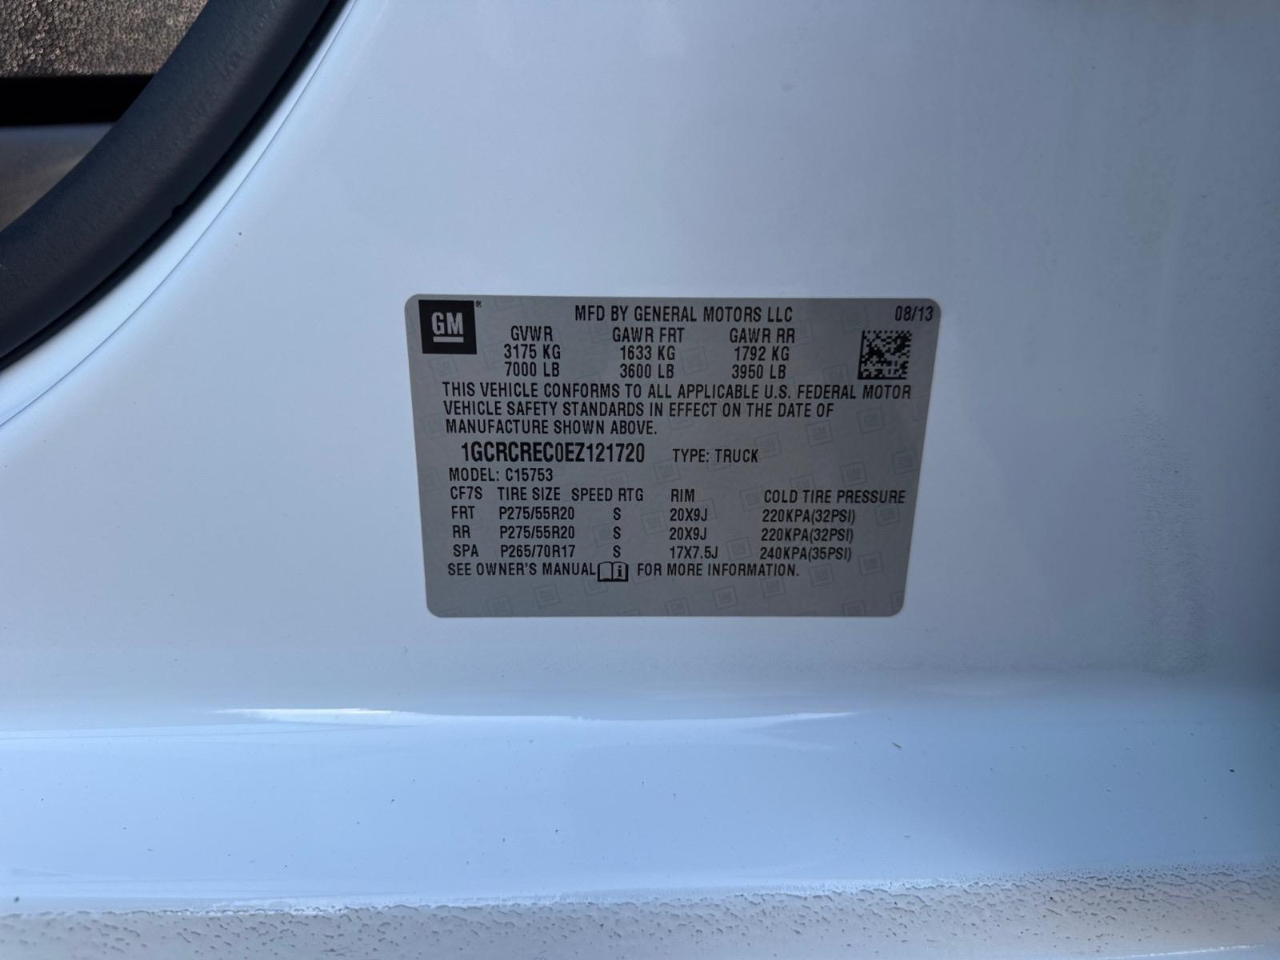 GM® MFD BY GENERAL MOTORS LLC 08/13
GVWR GAWR FRT GAWR RR
3175 KG 1633 KG 1792 KG
7000 LB 3600 LB 3950 LB
THIS VEHICLE CONFORMS TO ALL APPLICABLE U.S. FEDERAL MOTOR
VEHICLE SAFETY STANDARDS IN EFFECT ON THE DATE OF
MANUFACTURE SHOWN ABOVE.
1GCRCREC0EZ121720 TYPE: TRUCK
MODEL: C15753
CF7S TIRE SIZE SPEED RTG RIM COLD TIRE PRESSURE
FRT P275/55R20 S 20X9J 220KPA(32PSI)
RR P275/55R20 S 20X9J 220KPA(32PSI)
SPA P265/70R17 S 17X7.5J 240KPA(35PSI)
SEE OWNER'S MANUAL i FOR MORE INFORMATION.